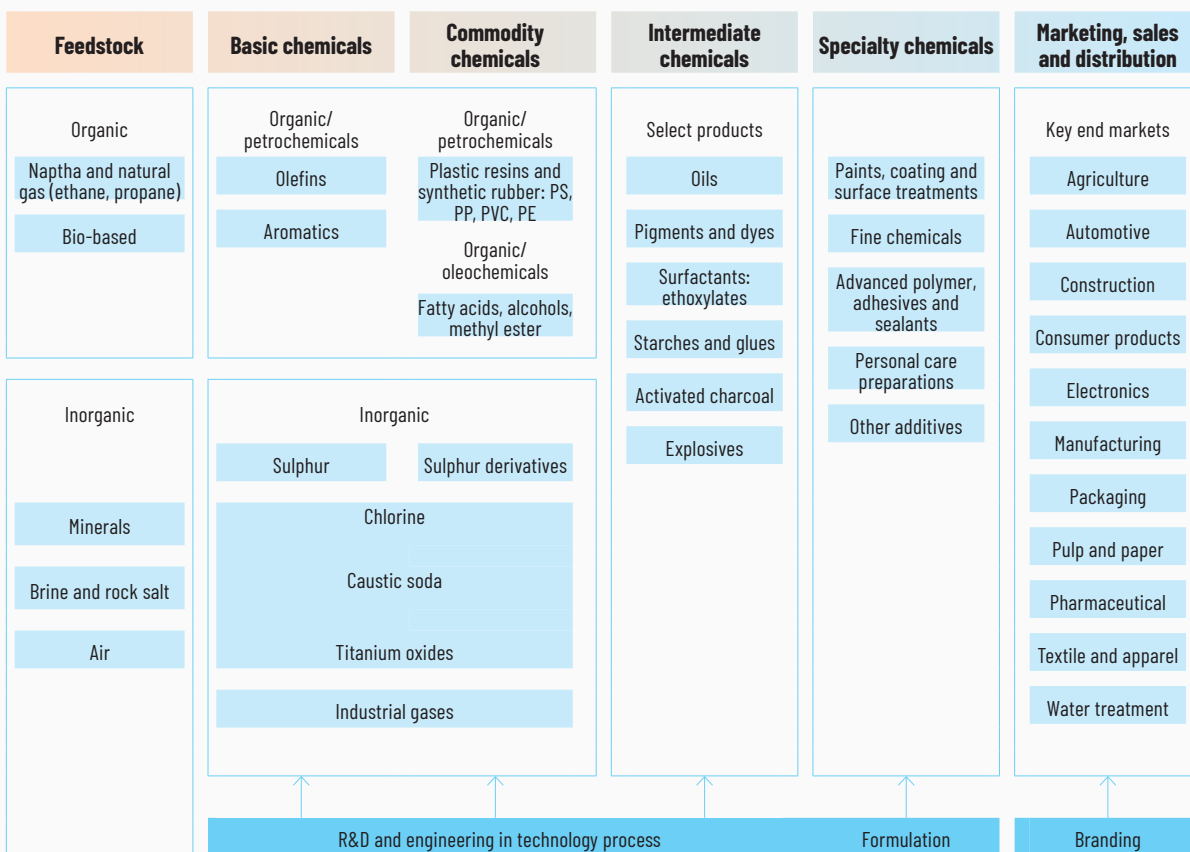 Feedstock
Basic chemicals
Commodity
chemicals
Intermediate
chemicals
Specialty chemicals
Marketing, sales
and distribution
Organic
Naptha and natural
gas (ethane, propane)
Bio-based
Organic/
petrochemicals
Olefins
Aromatics
Organic/
petrochemicals
Plastic resins and
synthetic rubber: PS,
PP, PVC, PE
Organic/
oleochemicals
Fatty acids, alcohols,
methyl ester
Inorganic
Minerals
Brine and rock salt
Air
Inorganic
Sulphur
Sulphur derivatives
Chlorine
Caustic soda
Titanium oxides
Industrial gases
Select products
Oils
Pigments and dyes
Surfactants:
ethoxylates
Starches and glues
Activated charcoal
Explosives
Paints, coating and
surface treatments
Fine chemicals
Advanced polymer,
adhesives and
sealants
Personal care
preparations
Other additives
Key end markets
Agriculture
Automotive
Construction
Consumer products
Electronics
Manufacturing
Packaging
Pulp and paper
Pharmaceutical
Textile and apparel
Water treatment
R&D and engineering in technology process
Formulation
Branding